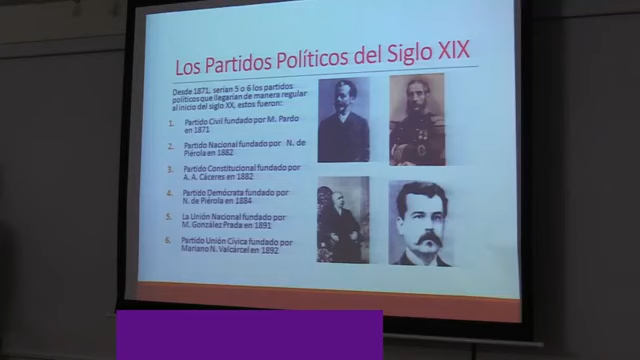 Los Partidos Políticos del Siglo XIX
Desde 1871, serían 5 o 6 los partidos
políticos que llegarían de manera regular
al inicio del siglo XX, estos fueron:
1. Partido Civil fundado por M. Pardo
en 1871
2. Partido Nacional fundado por N. de
Piérola en 1882
3. Partido Constitucional fundado por
A. A. Cáceres en 1882
4. Partido Demócrata fundado por
N. de Piérola en 1884
5. La Unión Nacional fundado por
M. González Prada en 1891
6. Partido Unión Cívica fundado por
Mariano N. Valcárcel en 1892